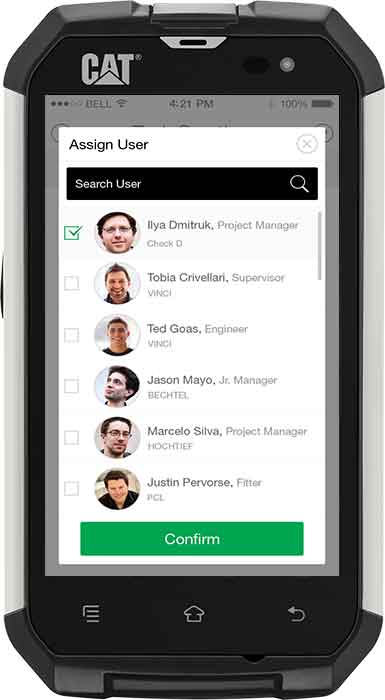 CAT®
BELL 4:21 PM 100%
Assign User
Search User
Ilya Dmitruk, Project Manager
Check D
Tobia Crivellari, Supervisor
VINCI
Ted Goas, Engineer
VINCI
Jason Mayo, Jr. Manager
BECHTEL
Marcelo Silva, Project Manager
HOCHTIEF
Justin Pervorse, Fitter
PCL
Confirm